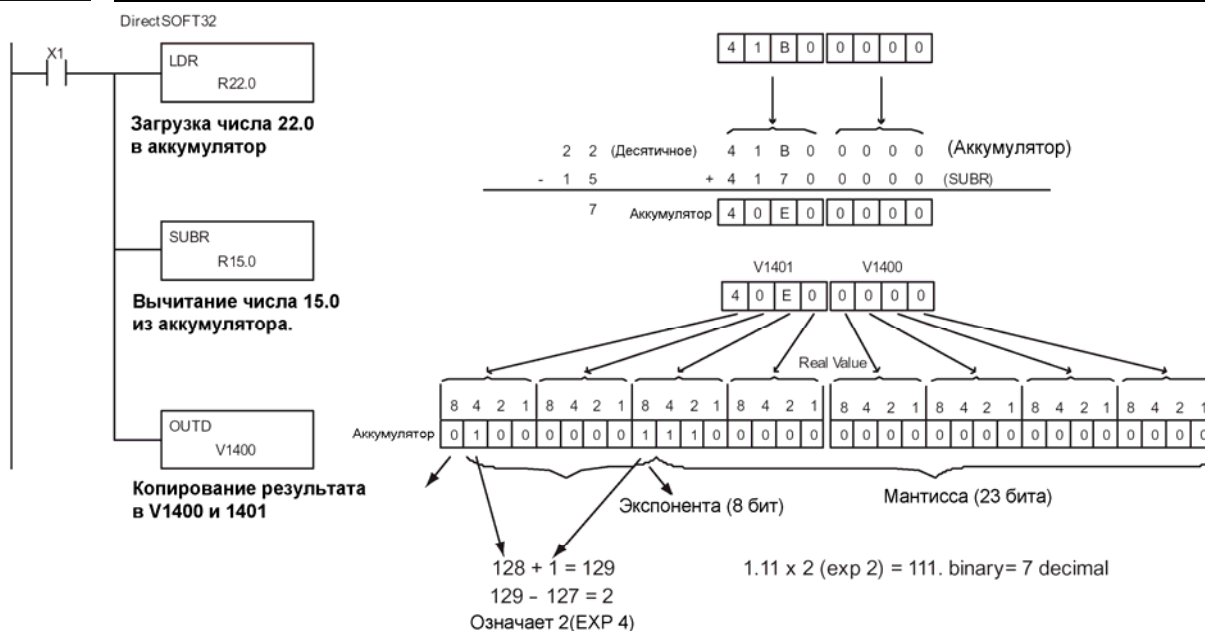 DirectSOFT32
X1
LDR
R22.0
Загрузка числа 22.0
в аккумулятор
SUBR
R15.0
Вычитание числа 15.0
из аккумулятора.
OUTD
V1400
Копирование результата
в V1400 и 1401
4 1 B 0 0 0 0 0
2 2 (Десятичное) 4 1 B 0 0 0 0 0 (Аккумулятор)
- 1 5 + 4 1 7 0 0 0 0 0 (SUBR)
7 Аккумулятор 4 0 E 0 0 0 0 0
V1401 V1400
4 0 E 0 0 0 0 0
Real Value
8 4 2 1 8 4 2 1 8 4 2 1 8 4 2 1 8 4 2 1 8 4 2 1 8 4 2 1 8 4 2 1
Аккумулятор 0 1 0 0 0 0 0 0 1 1 1 0 0 0 0 0 0 0 0 0 0 0 0 0 0 0 0 0 0 0 0 0
Экспонента (8 бит) Мантисса (23 бита)
128 + 1 = 129 1.11 x 2 (exp 2) = 111. binary= 7 decimal
129 – 127 = 2
Означает 2(EXP 4)